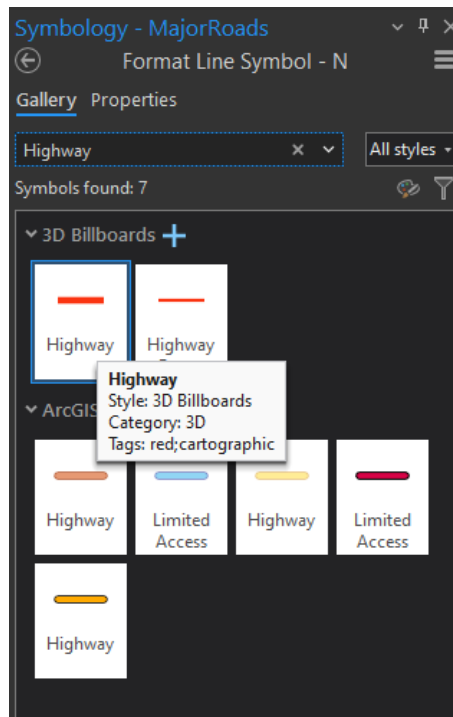 Symbology - MajorRoads
Format Line Symbol - N
Gallery Properties
Highway
All styles
Symbols found: 7
3D Billboards
Highway
Highway
Highway
Style: 3D Billboards
Category: 3D
Tags: red;cartographic
ArcGIS
Highway
Limited
Access
Highway
Limited
Access
Highway